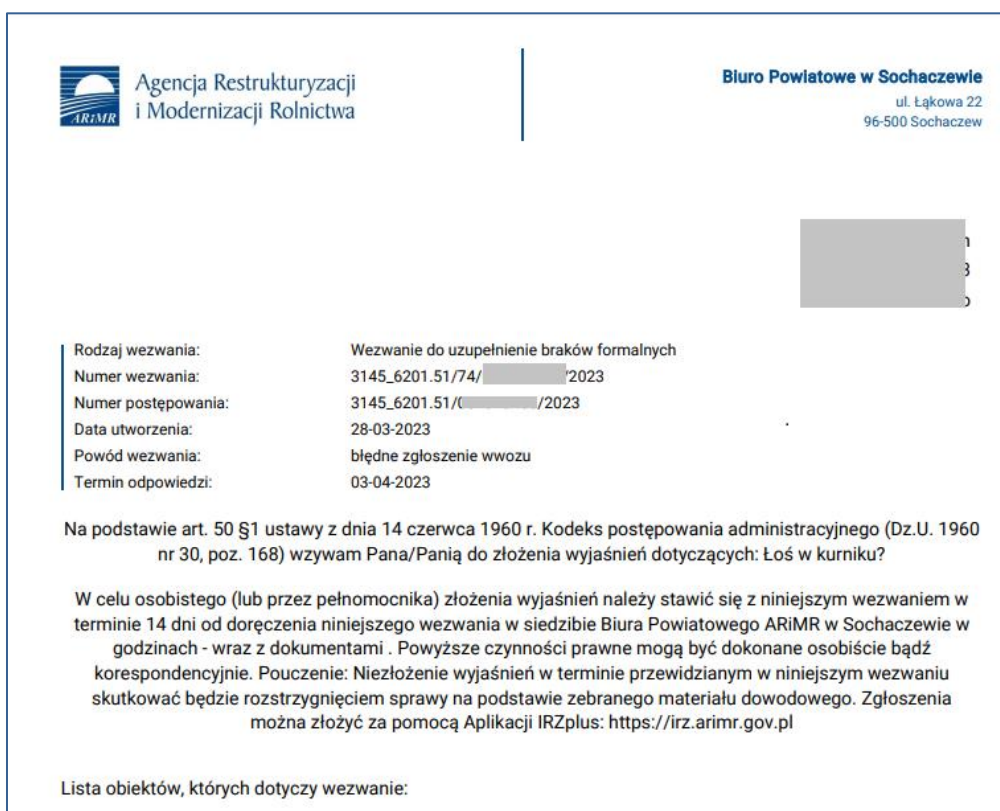 Agencja Restrukturyzacji
i Modernizacji Rolnictwa
ARiMR
Biuro Powiatowe w Sochaczewie
ul. Łąkowa 22
96-500 Sochaczew
Rodzaj wezwania: Wezwanie do uzupełnienie braków formalnych
Numer wezwania: 3145_6201.51/74/ /2023
Numer postępowania: 3145_6201.51/ /2023
Data utworzenia: 28-03-2023
Powód wezwania: błędne zgłoszenie wwozu
Termin odpowiedzi: 03-04-2023
Na podstawie art. 50 §1 ustawy z dnia 14 czerwca 1960 r. Kodeks postępowania administracyjnego (Dz.U. 1960
nr 30, poz. 168) wzywam Pana/Panią do złożenia wyjaśnień dotyczących: Łoś w kurniku?
W celu osobistego (lub przez pełnomocnika) złożenia wyjaśnień należy stawić się z niniejszym wezwaniem w
terminie 14 dni od doręczenia niniejszego wezwania w siedzibie Biura Powiatowego ARiMR w Sochaczewie w
godzinach - wraz z dokumentami . Powyższe czynności prawne mogą być dokonane osobiście bądź
korespondencyjnie. Pouczenie: Niezłożenie wyjaśnień w terminie przewidzianym w niniejszym wezwaniu
skutkować będzie rozstrzygnięciem sprawy na podstawie zebranego materiału dowodowego. Zgłoszenia
można złożyć za pomocą Aplikacji IRZplus: https://irz.arimr.gov.pl
Lista obiektów, których dotyczy wezwanie: